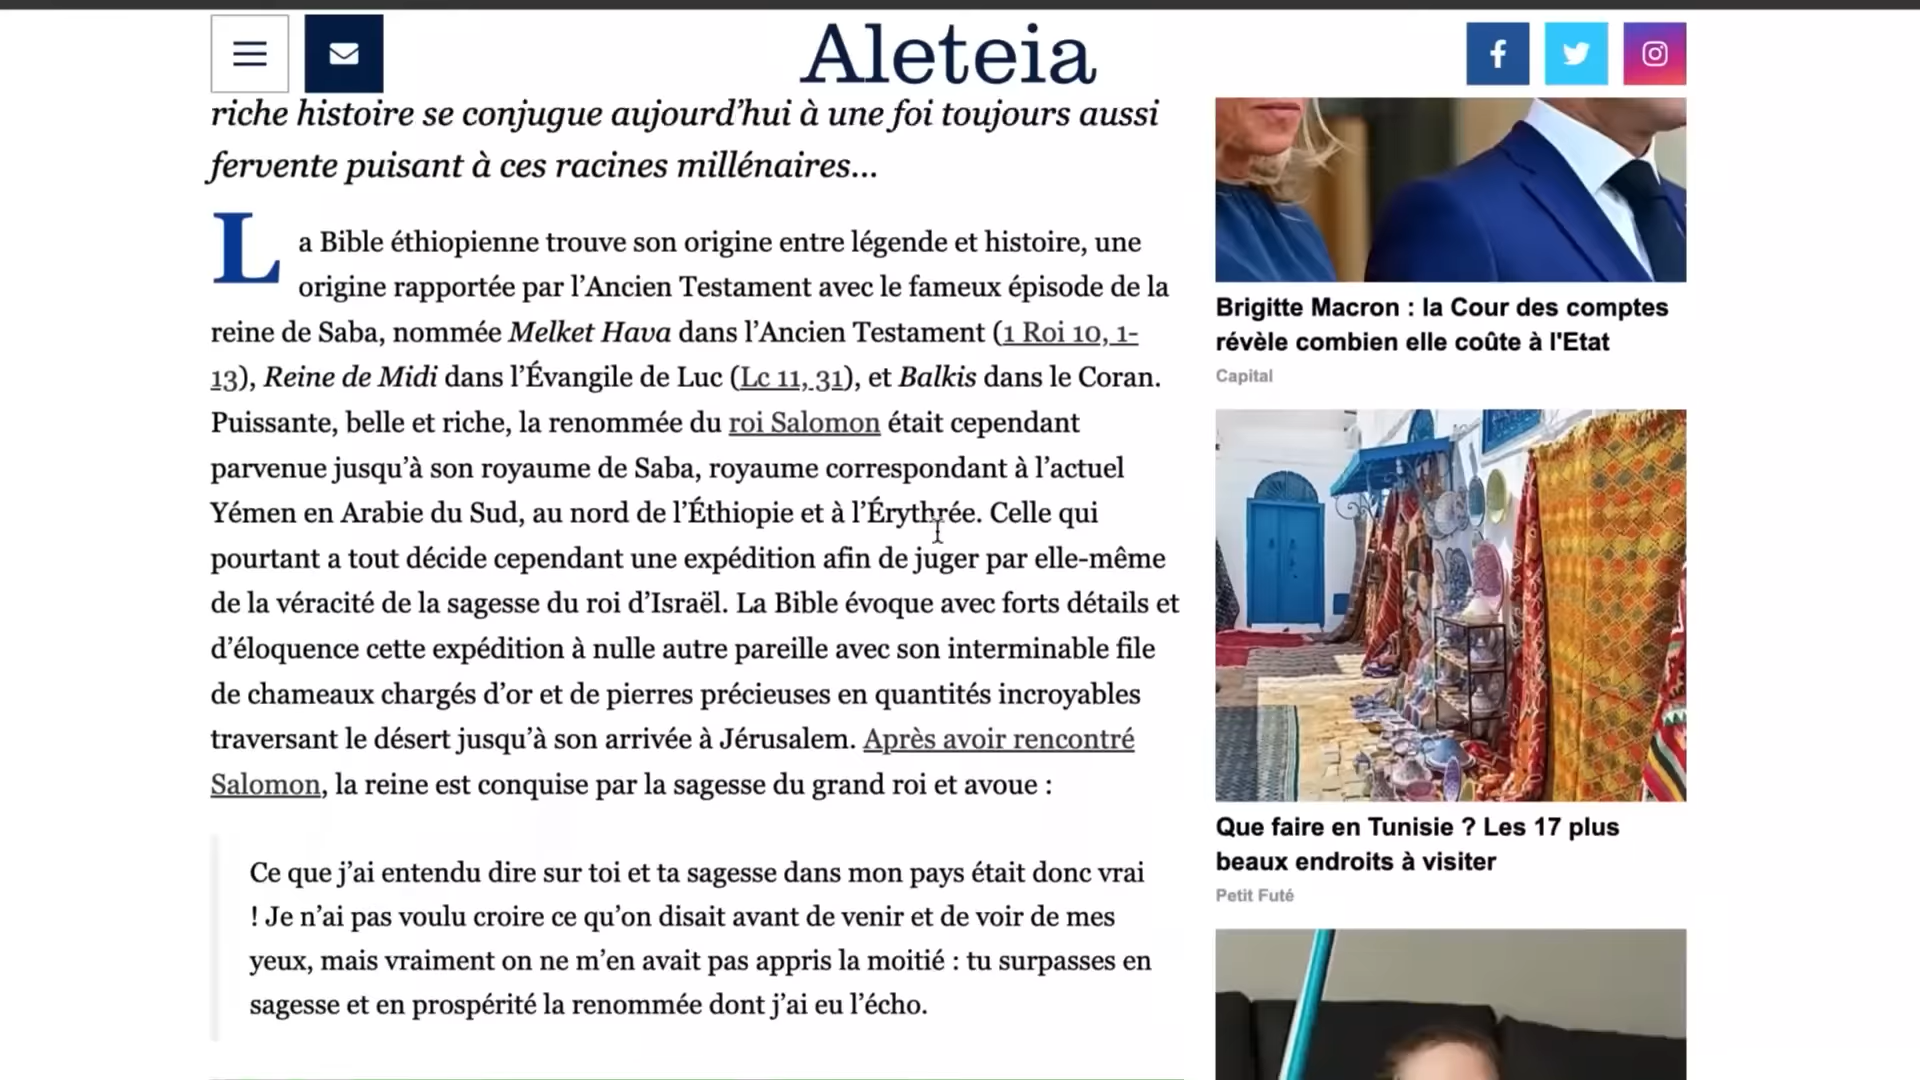 Aleteia
riche histoire se conjugue aujourd’hui à une foi toujours aussi
fervente puisant à ces racines millénaires...
La Bible éthiopienne trouve son origine entre légende et histoire, une
origine rapportée par l’Ancien Testament avec le fameux épisode de la
reine de Saba, nommée Melket Hava dans l’Ancien Testament (1 Roi 10, 1-
13), Reine de Midi dans l’Évangile de Luc (Lc 11, 31), et Balkis dans le Coran.
Puissante, belle et riche, la renommée du roi Salomon était cependant
parvenue jusqu’à son royaume de Saba, royaume correspondant à l’actuel
Yémen en Arabie du Sud, au nord de l’Éthiopie et à l’Érythrée. Celle qui
pourtant a tout décide cependant une expédition afin de juger par elle-même
de la véracité de la sagesse du roi d’Israël. La Bible évoque avec forts détails et
d’éloquence cette expédition à nulle autre pareille avec son interminable file
de chameaux chargés d’or et de pierres précieuses en quantités incroyables
traversant le désert jusqu’à son arrivée à Jérusalem. Après avoir rencontré
Salomon, la reine est conquise par la sagesse du grand roi et avoue :
Ce que j’ai entendu dire sur toi et ta sagesse dans mon pays était donc vrai
! Je n’ai pas voulu croire ce qu’on disait avant de venir et de voir de mes
yeux, mais vraiment on ne m’en avait pas appris la moitié : tu surpasses en
sagesse et en prospérité la renommée dont j’ai eu l’écho.
Brigitte Macron : la Cour des comptes
révèle combien elle coûte à l'Etat
Capital
Que faire en Tunisie ? Les 17 plus
beaux endroits à visiter
Petit Futé